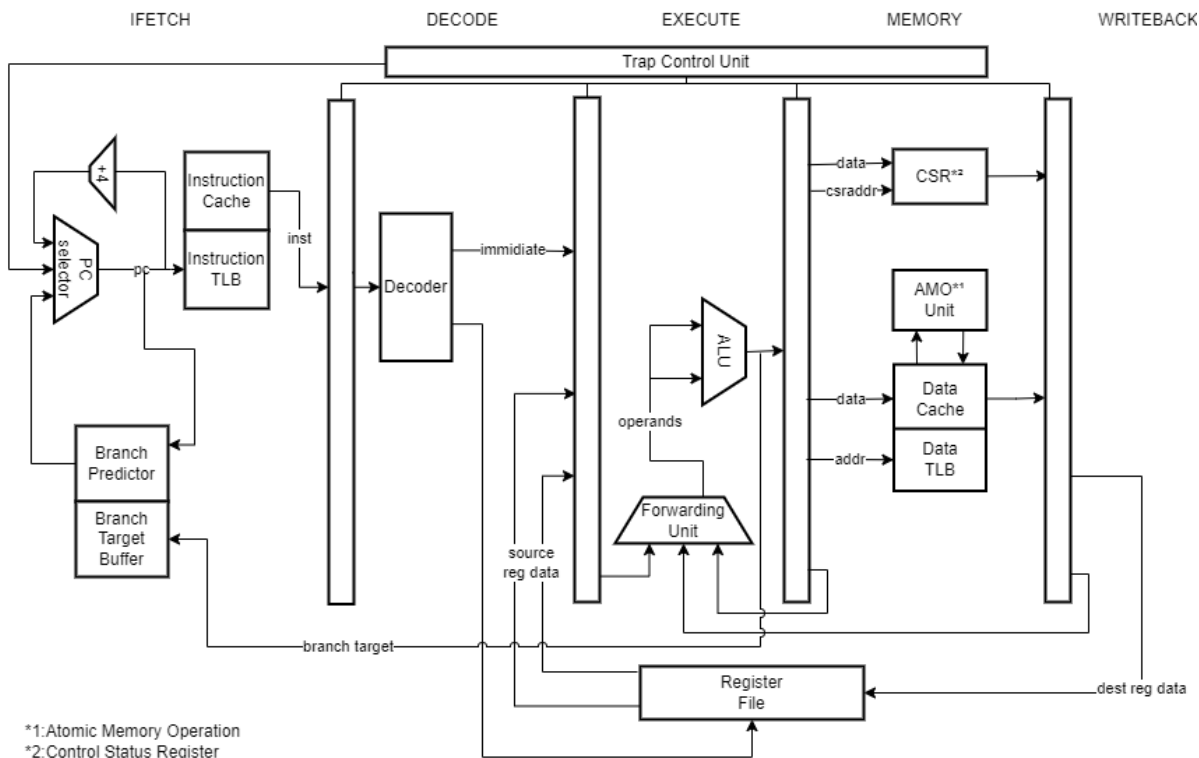 IFETCH
DECODE
EXECUTE
MEMORY
WRITEBACK
Trap Control Unit
+4
Instruction
Cache
Instruction
TLB
PC
selector
pc
inst
Decoder
immidiate
data
csraddr
CSR*²
AMO*¹
Unit
ALU
operands
data
addr
Data
Cache
Data
TLB
Branch
Predictor
Branch
Target
Buffer
Forwarding
Unit
source
reg data
branch target
Register
File
dest reg data
*1:Atomic Memory Operation
*2:Control Status Register